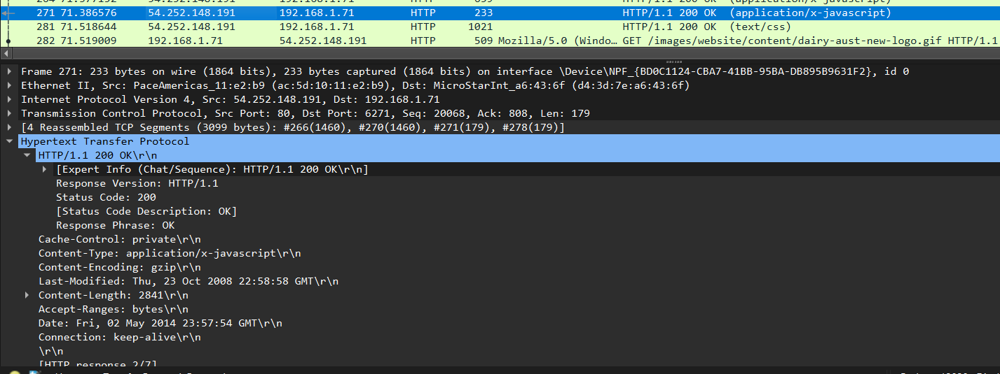 271 71.386576 54.252.148.191 192.168.1.71 HTTP 233 HTTP/1.1 200 OK (application/x-javascript)
281 71.518644 54.252.148.191 192.168.1.71 HTTP 1021 HTTP/1.1 200 OK (text/css)
282 71.519009 192.168.1.71 54.252.148.191 HTTP 509 Mozilla/5.0 (Windo… GET /images/website/content/dairy-aust-new-logo.gif HTTP/1.1
Frame 271: 233 bytes on wire (1864 bits), 233 bytes captured (1864 bits) on interface \Device\NPF_{BD0C1124-CBA7-41BB-95BA-DB895B9631F2}, id 0
Ethernet II, Src: PaceAmericas_11:e2:b9 (ac:5d:10:11:e2:b9), Dst: MicroStarInt_a6:43:6f (d4:3d:7e:a6:43:6f)
Internet Protocol Version 4, Src: 54.252.148.191, Dst: 192.168.1.71
Transmission Control Protocol, Src Port: 80, Dst Port: 6271, Seq: 20068, Ack: 808, Len: 179
[4 Reassembled TCP Segments (3099 bytes): #266(1460), #270(1460), #271(179), #278(179)]
Hypertext Transfer Protocol
HTTP/1.1 200 OK\r\n
[Expert Info (Chat/Sequence): HTTP/1.1 200 OK\r\n]
Response Version: HTTP/1.1
Status Code: 200
[Status Code Description: OK]
Response Phrase: OK
Cache-Control: private\r\n
Content-Type: application/x-javascript\r\n
Content-Encoding: gzip\r\n
Last-Modified: Thu, 23 Oct 2008 22:58:58 GMT\r\n
Content-Length: 2841\r\n
Accept-Ranges: bytes\r\n
Date: Fri, 02 May 2014 23:57:54 GMT\r\n
Connection: keep-alive\r\n
\r\n
[HTTP response 2/7]